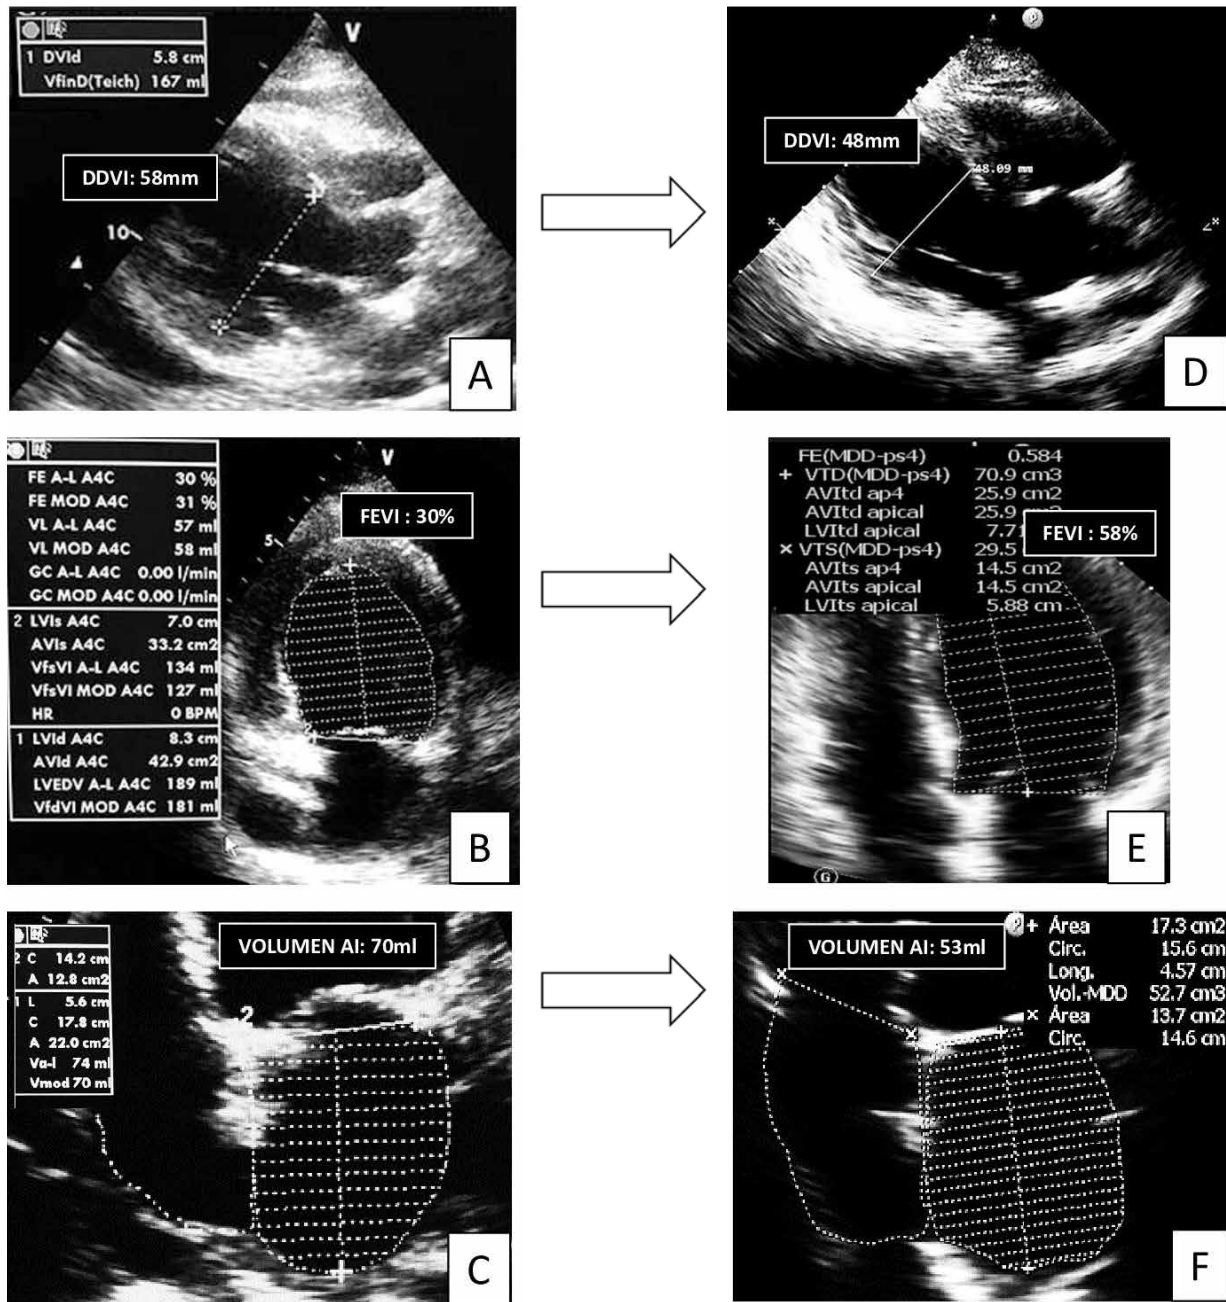 V
1 DVId 5.8 cm
VfinD(Teich) 167 ml
DDVI: 58mm
10
A
P
DDVI: 48mm
48.09 mm
D
V
FE A-L A4C 30 %
FE MOD A4C 31 %
VL A-L A4C 57 ml
VL MOD A4C 58 ml
GC A-L A4C 0.00 l/min
GC MOD A4C 0.00 l/min
2 LVIs A4C 7.0 cm
AVIs A4C 33.2 cm2
VfsVI A-L A4C 134 ml
VfsVI MOD A4C 127 ml
HR 0 BPM
1 LVId A4C 8.3 cm
AVId A4C 42.9 cm2
LVEDV A-L A4C 189 ml
VfdVI MOD A4C 181 ml
FEVI : 30%
5
B
FE(MDD-ps4) 0.584
+ VTD(MDD-ps4) 70.9 cm3
AVItd ap4 25.9 cm2
AVItd apical 25.9 cm2
LVItd apical 7.71
× VTS(MDD-ps4) 29.5
AVIts ap4 14.5 cm2
AVIts apical 14.5 cm2
LVIts apical 5.88 cm
FEVI : 58%
G
E
VOLUMEN AI: 70ml
2 C 14.2 cm
A 12.8 cm2
1 L 5.6 cm
C 17.8 cm
A 22.0 cm2
Va-l 74 ml
Vmod 70 ml
2
C
VOLUMEN AI: 53ml
P
+ Área 17.3 cm2
Circ. 15.6 cm
Long. 4.57 cm
Vol.-MDD 52.7 cm3
× Área 13.7 cm2
Circ. 14.6 cm
F